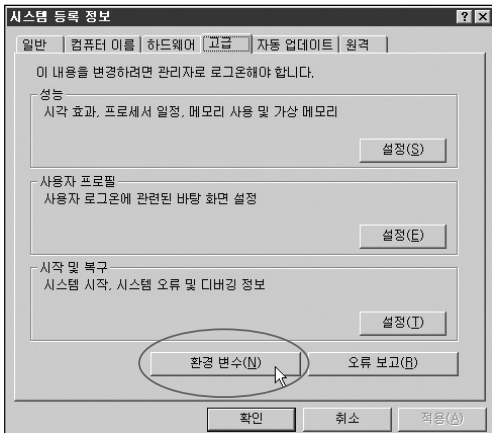 시스템 등록 정보
일반 컴퓨터 이름 하드웨어 고급 자동 업데이트 원격
이 내용을 변경하려면 관리자로 로그온해야 합니다.
성능
시각 효과, 프로세서 일정, 메모리 사용 및 가상 메모리
설정(S)
사용자 프로필
사용자 로그온에 관련된 바탕 화면 설정
설정(E)
시작 및 복구
시스템 시작, 시스템 오류 및 디버깅 정보
설정(T)
환경 변수(N) 오류 보고(R)
확인 취소 적용(A)